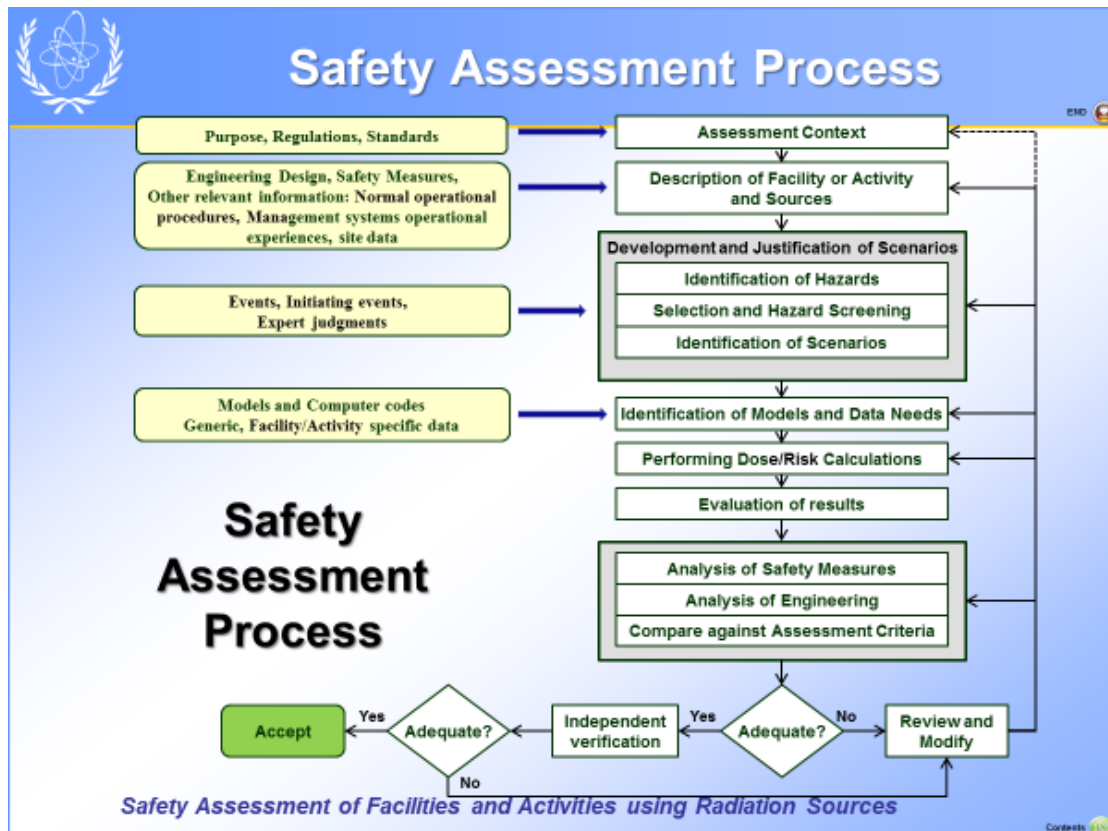 Safety Assessment Process
END
Purpose, Regulations, Standards
Assessment Context
Engineering Design, Safety Measures,
Other relevant information: Normal operational
procedures, Management systems operational
experiences, site data
Description of Facility or Activity
and Sources
Development and Justification of Scenarios
Identification of Hazards
Selection and Hazard Screening
Identification of Scenarios
Events, Initiating events,
Expert judgments
Models and Computer codes
Generic, Facility/Activity specific data
Identification of Models and Data Needs
Performing Dose/Risk Calculations
Evaluation of results
Safety
Assessment
Process
Analysis of Safety Measures
Analysis of Engineering
Compare against Assessment Criteria
Accept
Yes
Adequate?
No
Independent
verification
Yes
Adequate?
No
Review and
Modify
Safety Assessment of Facilities and Activities using Radiation Sources
Contents